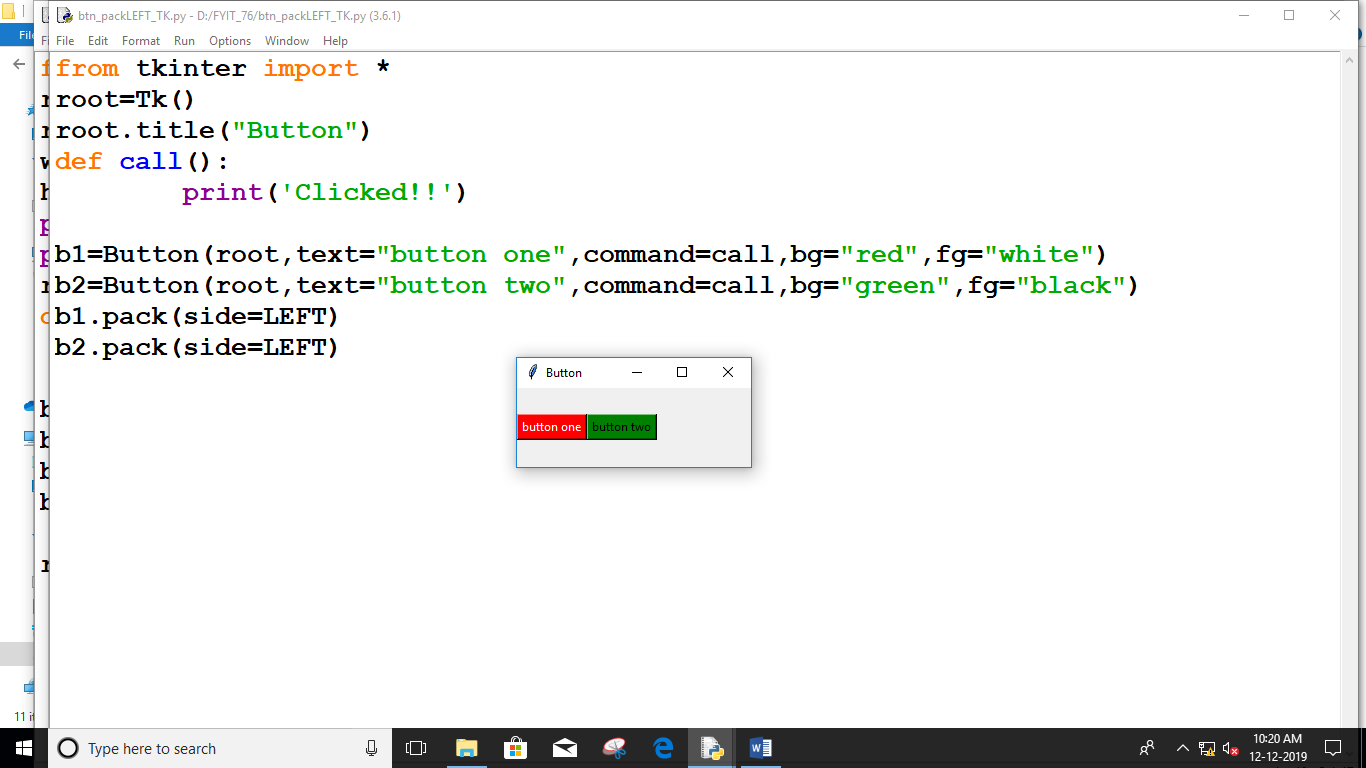 btn_packLEFT_TK.py - D:/FYIT_76/btn_packLEFT_TK.py (3.6.1)
File Edit Format Run Options Window Help
from tkinter import *
root=Tk()
root.title("Button")
def call():
        print('Clicked!!')
b1=Button(root,text="button one",command=call,bg="red",fg="white")
b2=Button(root,text="button two",command=call,bg="green",fg="black")
b1.pack(side=LEFT)
b2.pack(side=LEFT)
Button
button one button two
11
Type here to search
10:20 AM
12-12-2019